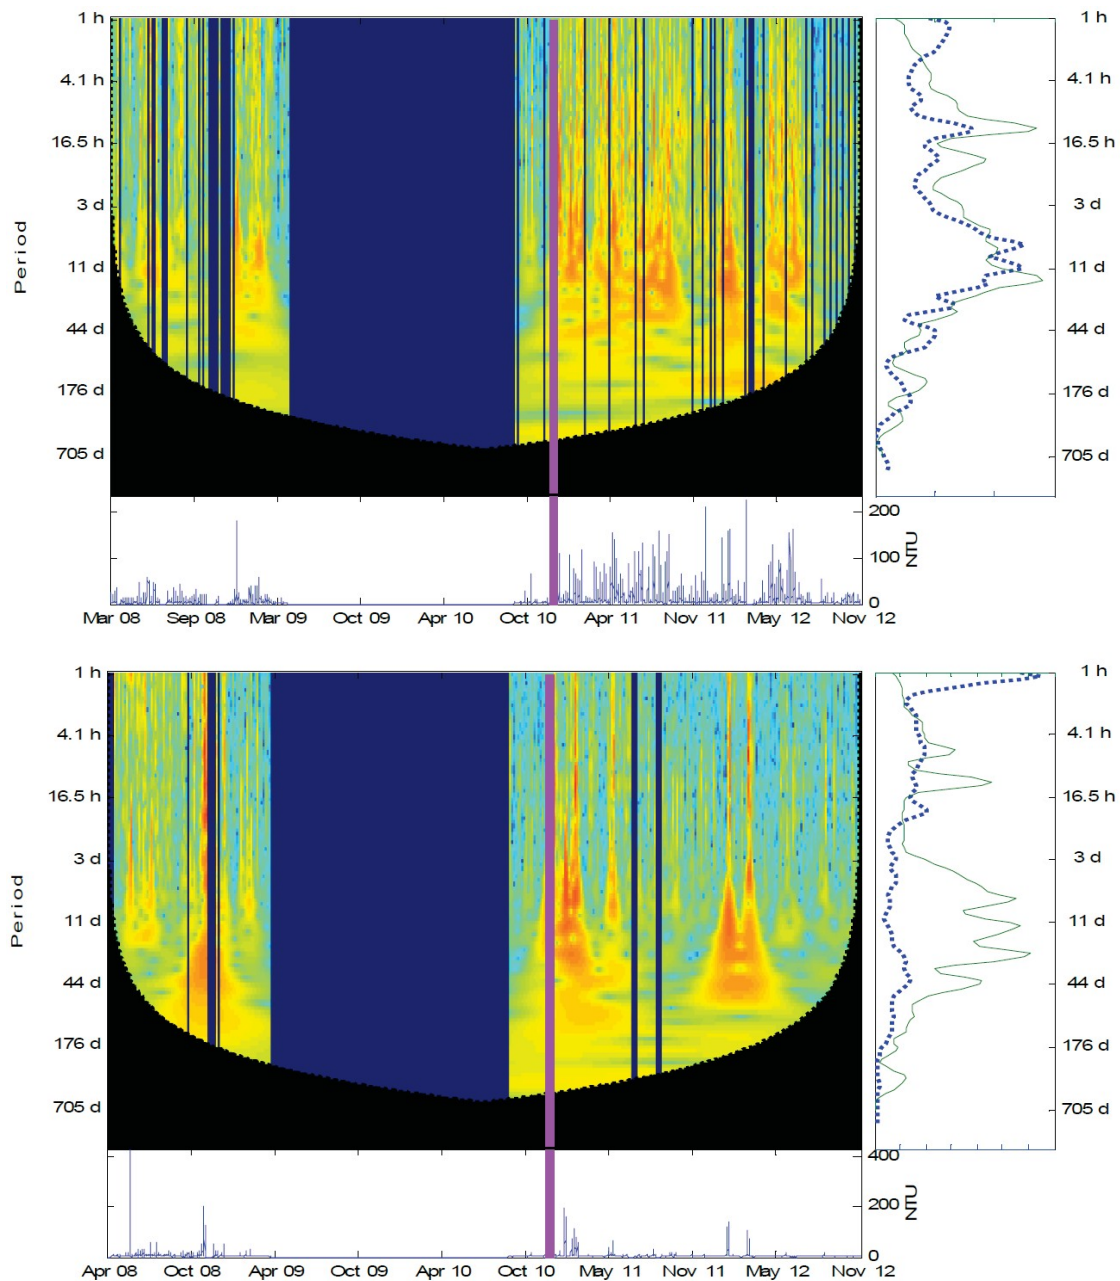 1 h
4.1 h
16.5 h
3 d
11 d
44 d
176 d
705 d
Period
1 h
4.1 h
16.5 h
3 d
11 d
44 d
176 d
705 d
200
100
0
NTU
Mar 08 Sep 08 Mar 09 Oct 09 Apr 10 Oct 10 Apr 11 Nov 11 May 12 Nov 12
1 h
4.1 h
16.5 h
3 d
11 d
44 d
176 d
705 d
Period
1 h
4.1 h
16.5 h
3 d
11 d
44 d
176 d
705 d
400
200
0
NTU
Apr 08 Oct 08 Apr 09 Oct 09 Apr 10 Oct 10 May 11 Nov 11 May 12 Nov 12